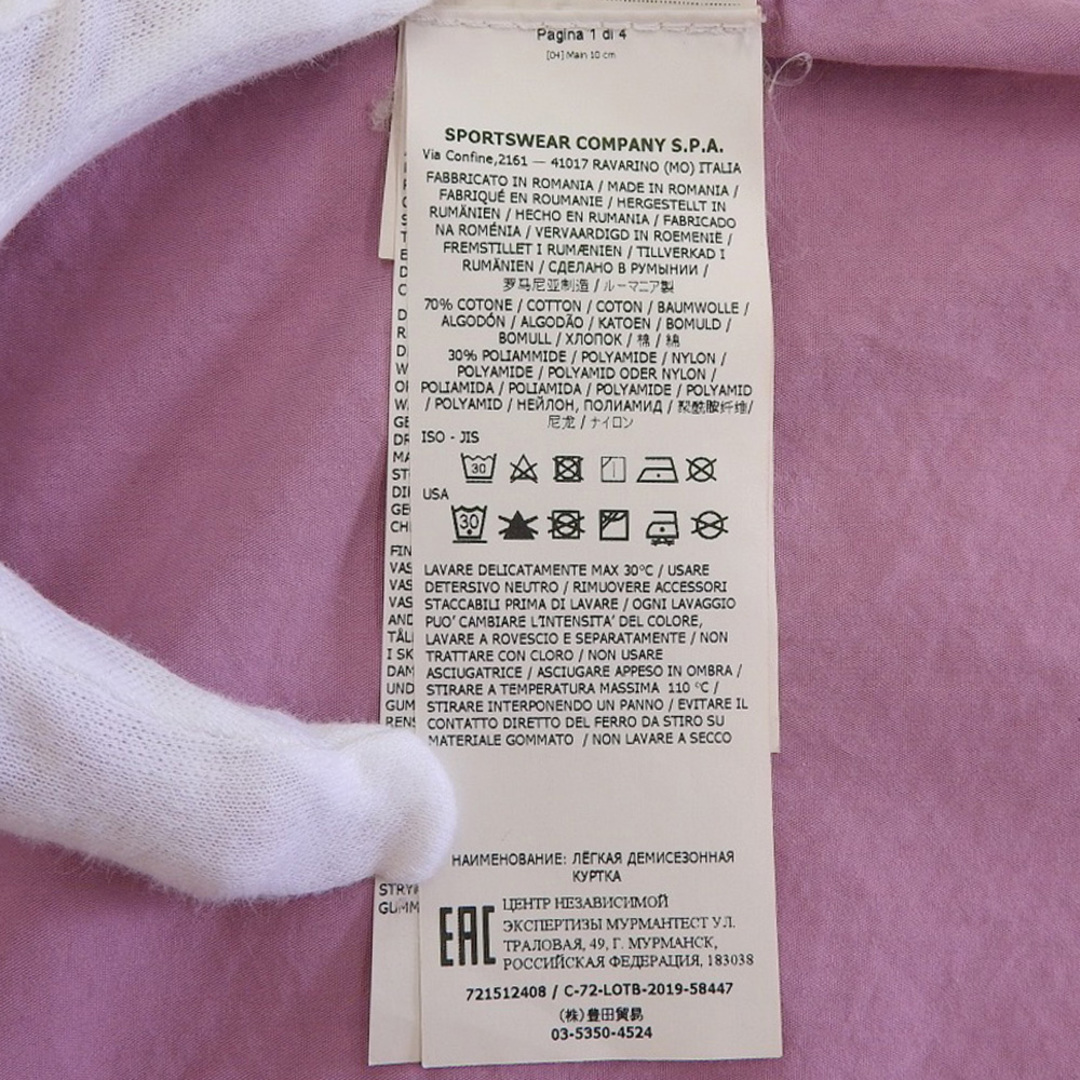 Pagina 1 di 4
[04] Main 10 cm
SPORTSWEAR COMPANY S.P.A.
Via Confine,2161 — 41017 RAVARINO (MO) ITALIA
FABBRICATO IN ROMANIA / MADE IN ROMANIA /
FABRIQUÉ EN ROUMANIE / HERGESTELLT IN
RUMÄNIEN / HECHO EN RUMANIA / FABRICADO
NA ROMÉNIA / VERVAARDIGD IN ROEMENIË /
FREMSTILLET I RUMÆNIEN / TILLVERKAD I
RUMÄNIEN / СДЕЛАНО В РУМЫНИИ /
罗马尼亚制造 / ルーマニア製
70% COTONE / COTTON / COTON / BAUMWOLLE /
ALGODÓN / ALGODÃO / KATOEN / BOMULD /
BOMULL / ХЛОПОК / 棉 / 綿
30% POLIAMMIDE / POLYAMIDE / NYLON /
POLYAMIDE / POLYAMID ODER NYLON /
POLIAMIDA / POLIAMIDA / POLYAMIDE / POLYAMID
/ POLYAMID / НЕЙЛОН, ПОЛИАМИД / 聚酰胺纤维/
尼龙 / ナイロン
ISO - JIS
30
USA
30
LAVARE DELICATAMENTE MAX 30°C / USARE
DETERSIVO NEUTRO / RIMUOVERE ACCESSORI
STACCABILI PRIMA DI LAVARE / OGNI LAVAGGIO
PUO' CAMBIARE L'INTENSITA' DEL COLORE,
LAVARE A ROVESCIO E SEPARATAMENTE / NON
TRATTARE CON CLORO / NON USARE
ASCIUGATRICE / ASCIUGARE APPESO IN OMBRA /
STIRARE A TEMPERATURA MASSIMA 110 °C /
STIRARE INTERPONENDO UN PANNO / EVITARE IL
CONTATTO DIRETTO DEL FERRO DA STIRO SU
MATERIALE GOMMATO / NON LAVARE A SECCO
НАИМЕНОВАНИЕ: ЛЁГКАЯ ДЕМИСЕЗОННАЯ
КУРТКА
EAC
ЦЕНТР НЕЗАВИСИМОЙ
ЭКСПЕРТИЗЫ МУРМАНТЕСТ УЛ.
ТРАЛОВАЯ, 49, Г. МУРМАНСК,
РОССИЙСКАЯ ФЕДЕРАЦИЯ, 183038
721512408 / C-72-LOTB-2019-58447
(株)豊田貿易
03-5350-4524